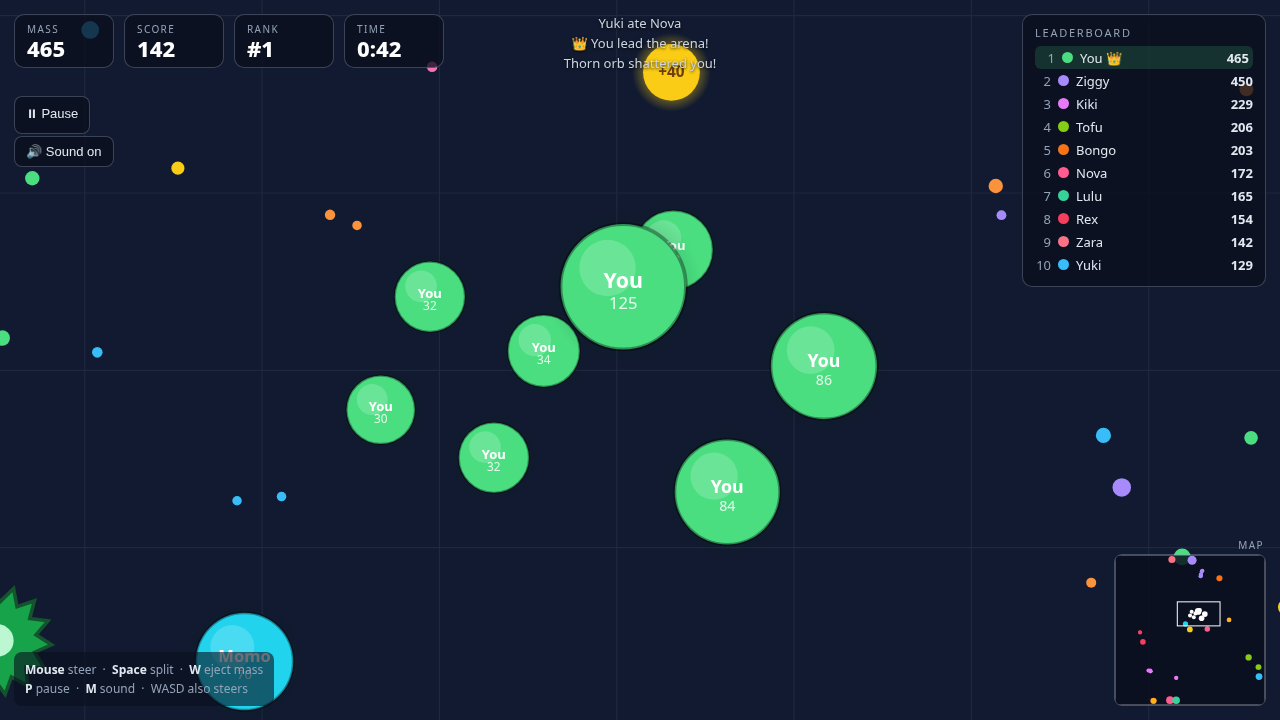 MASS
465
SCORE
142
RANK
#1
TIME
0:42
Yuki ate Nova
👑 You lead the arena!
Thorn orb shattered you!
+40
⏸ Pause
🔊 Sound on
LEADERBOARD
1 You 👑 465
2 Ziggy 450
3 Kiki 229
4 Tofu 206
5 Bongo 203
6 Nova 172
7 Lulu 165
8 Rex 154
9 Zara 142
10 Yuki 129
You
You
125
You
32
You
34
You
86
You
30
You
32
You
84
MAP
Momo
Mouse steer · Space split · W eject mass
P pause · M sound · WASD also steers